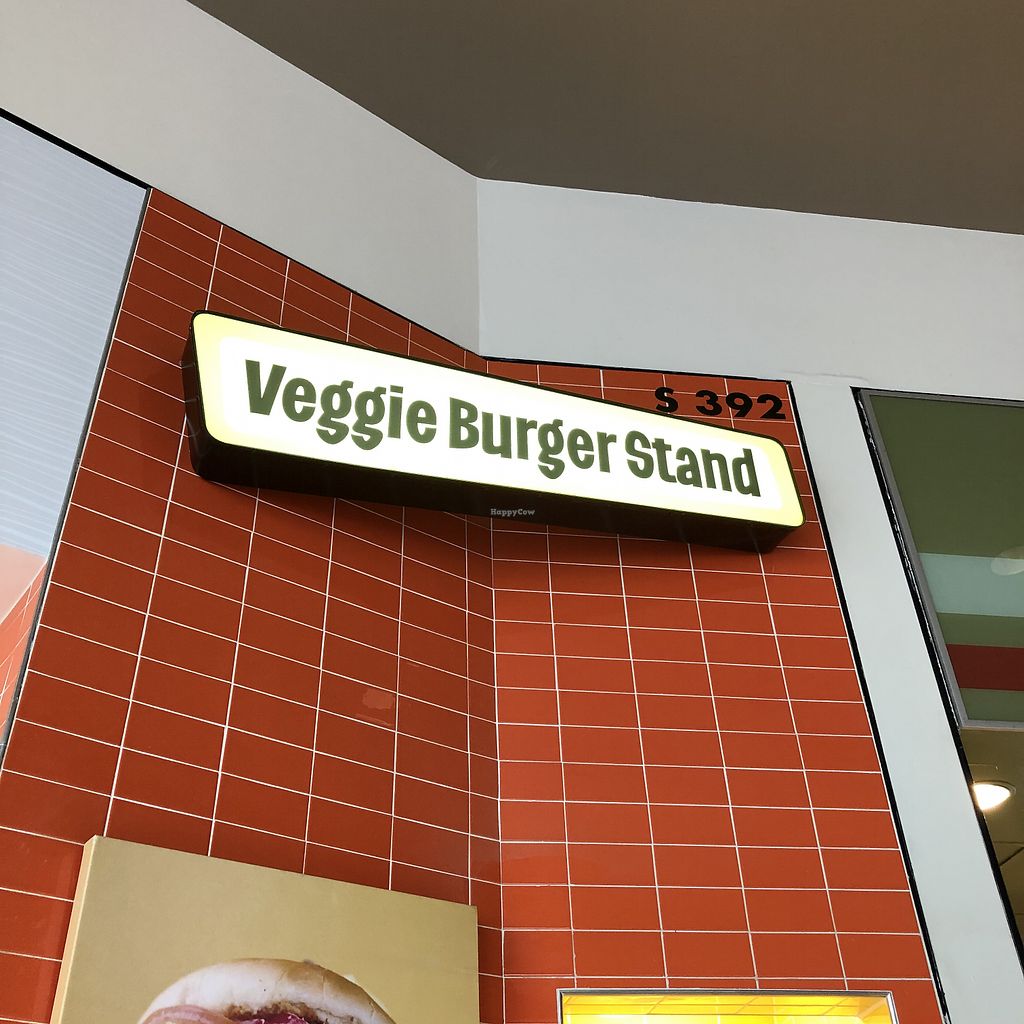 S 392
Veggie Burger Stand
HappyCow